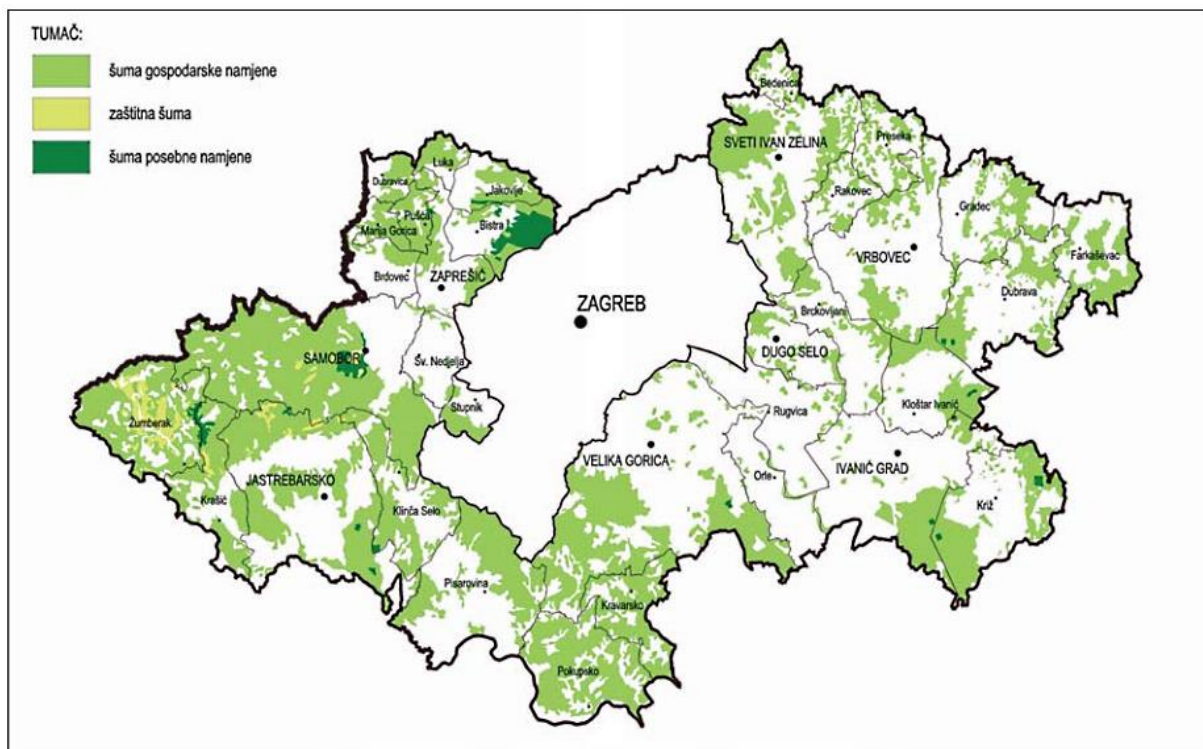 TUMAČ:
šuma gospodarske namjene
zaštitna šuma
šuma posebne namjene
Bedenica
SVETI IVAN ZELINA
Preseka
Luka
Dubravica
Jakovlje
Rakovec
Gradec
Pušća
Marija Gorica
Bistra
VRBOVEC
Farkaševac
Brdovec
ZAPREŠIĆ
Dubrava
ZAGREB
Brckovljani
DUGO SELO
SAMOBOR
Sv. Nedjelja
Stupnik
Kloštar Ivanić
Rugvica
Žumberak
VELIKA GORICA
IVANIĆ GRAD
Orle
JASTREBARSKO
Krašić
Klinča Selo
Križ
Pisarovina
Kravarsko
Pokupsko